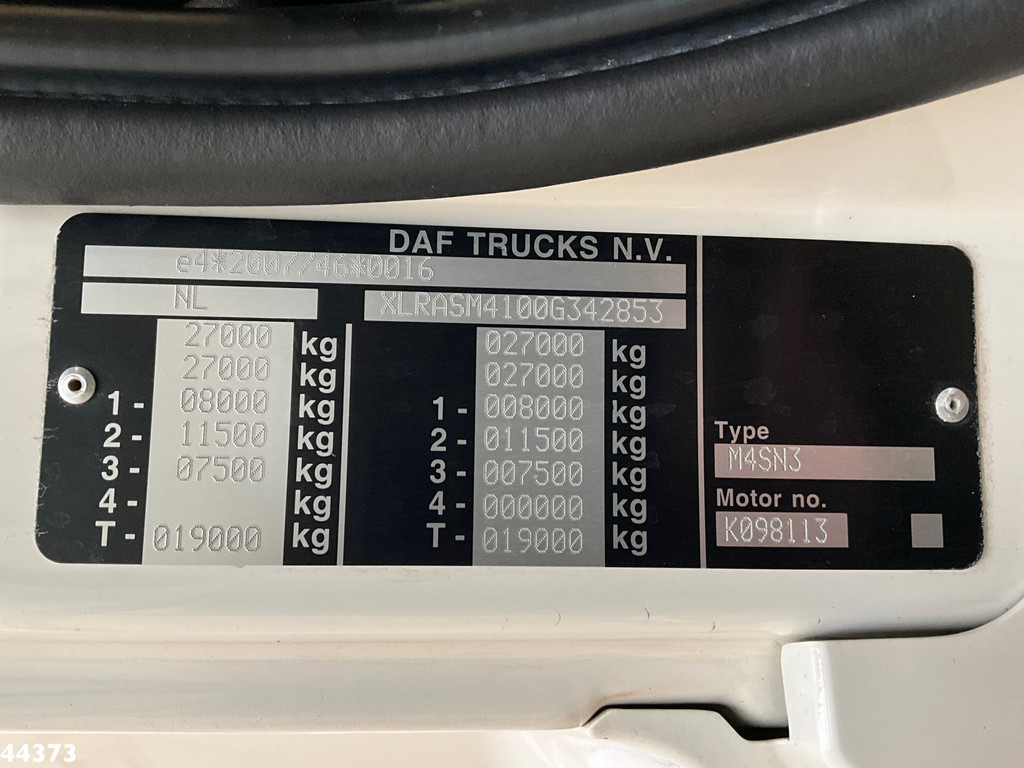 DAF TRUCKS N.V.
e4*2007/46*0016
NL XLRASM4100G342853
27000 kg 027000 kg
27000 kg 027000 kg
1- 08000 kg 1- 008000 kg
2- 11500 kg 2- 011500 kg
3- 07500 kg 3- 007500 kg
4- kg 4- 000000 kg
T- 019000 kg T- 019000 kg
Type
M4SN3
Motor no.
K098113
44373